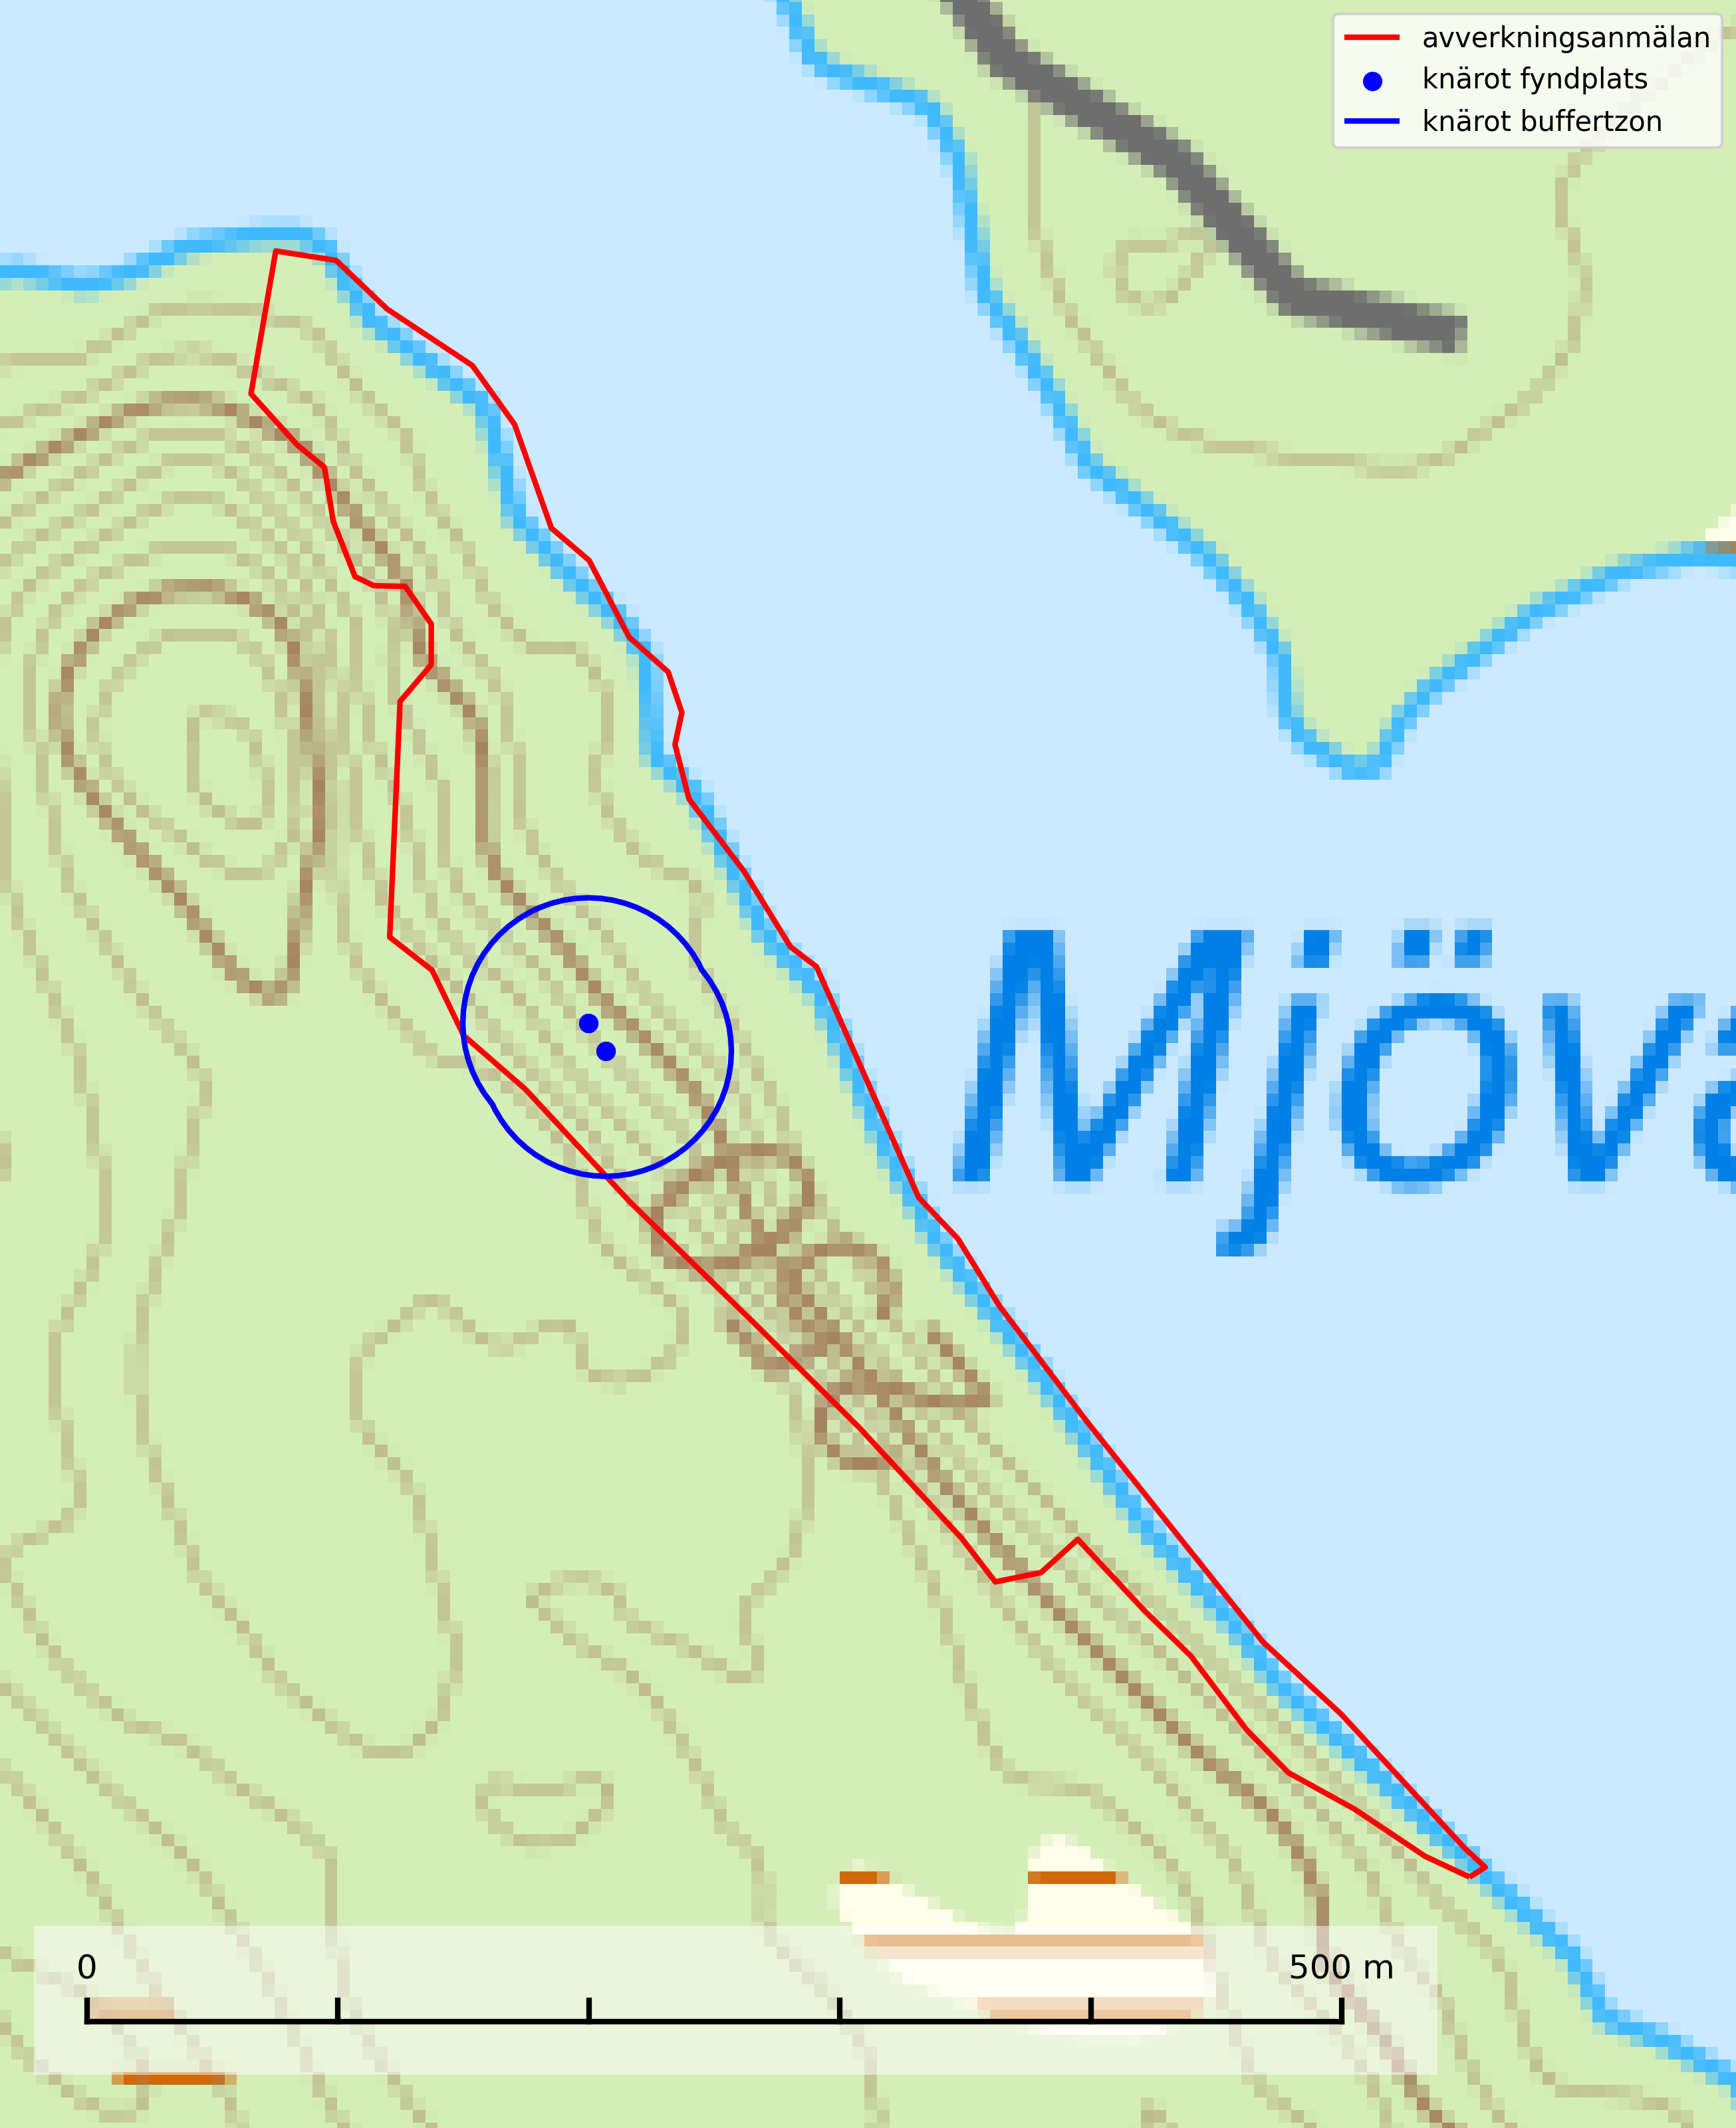 avverkningsanmälan
knärot fyndplats
knärot buffertzon
Mjöva
0 500 m